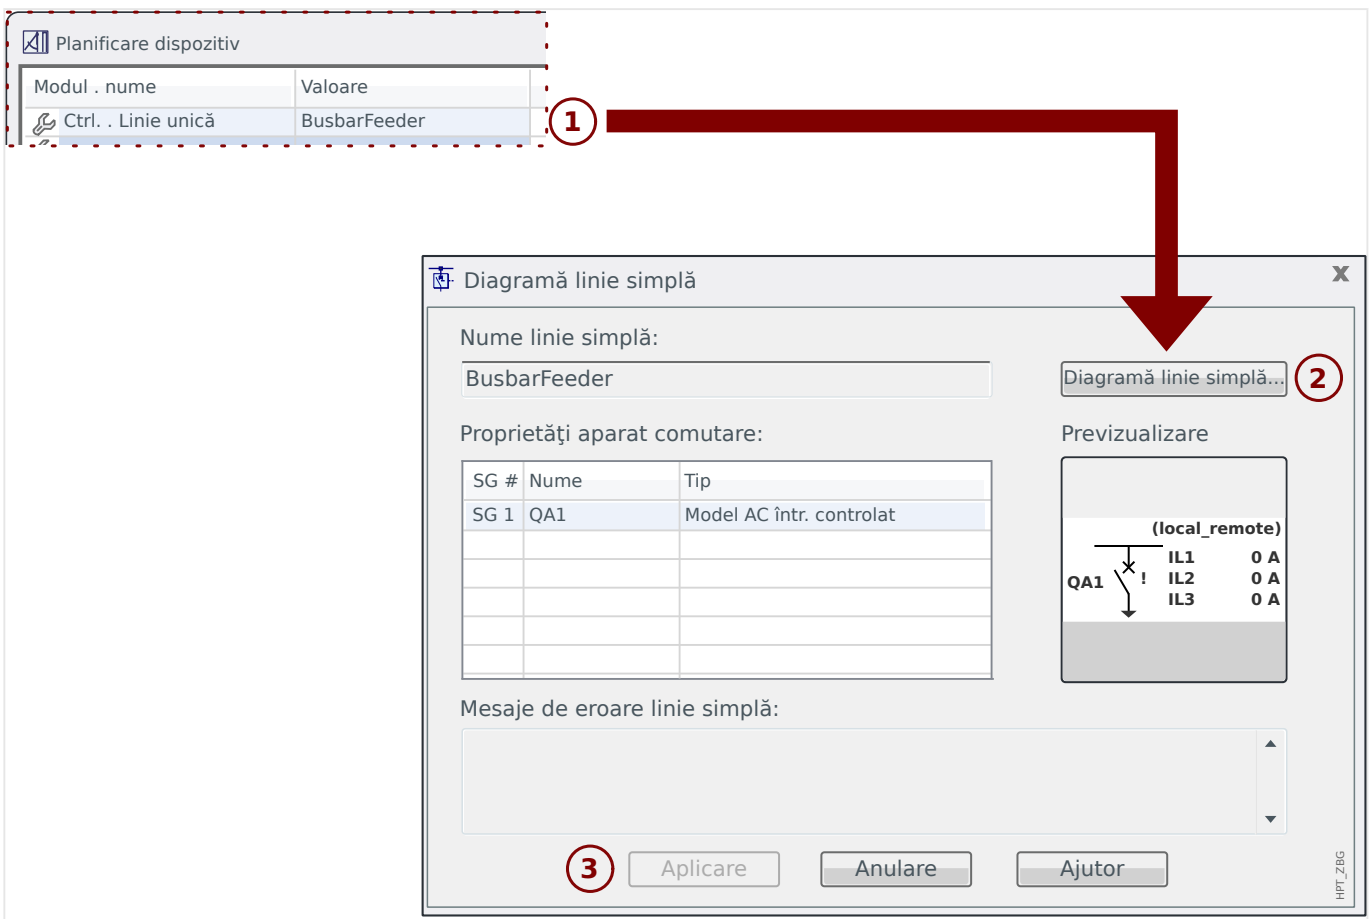 Planificare dispozitiv
Modul . nume Valoare
Ctrl. . Linie unică BusbarFeeder
1
Diagramă linie simplă X
Nume linie simplă:
BusbarFeeder
Diagramă linie simplă...
2
Proprietăţi aparat comutare:
Previzualizare
SG # Nume Tip
SG 1 QA1 Model AC într. controlat
(local_remote)
IL1 0 A
QA1 ! IL2 0 A
IL3 0 A
Mesaje de eroare linie simplă:
3
Aplicare Anulare Ajutor
HPT_ZBG